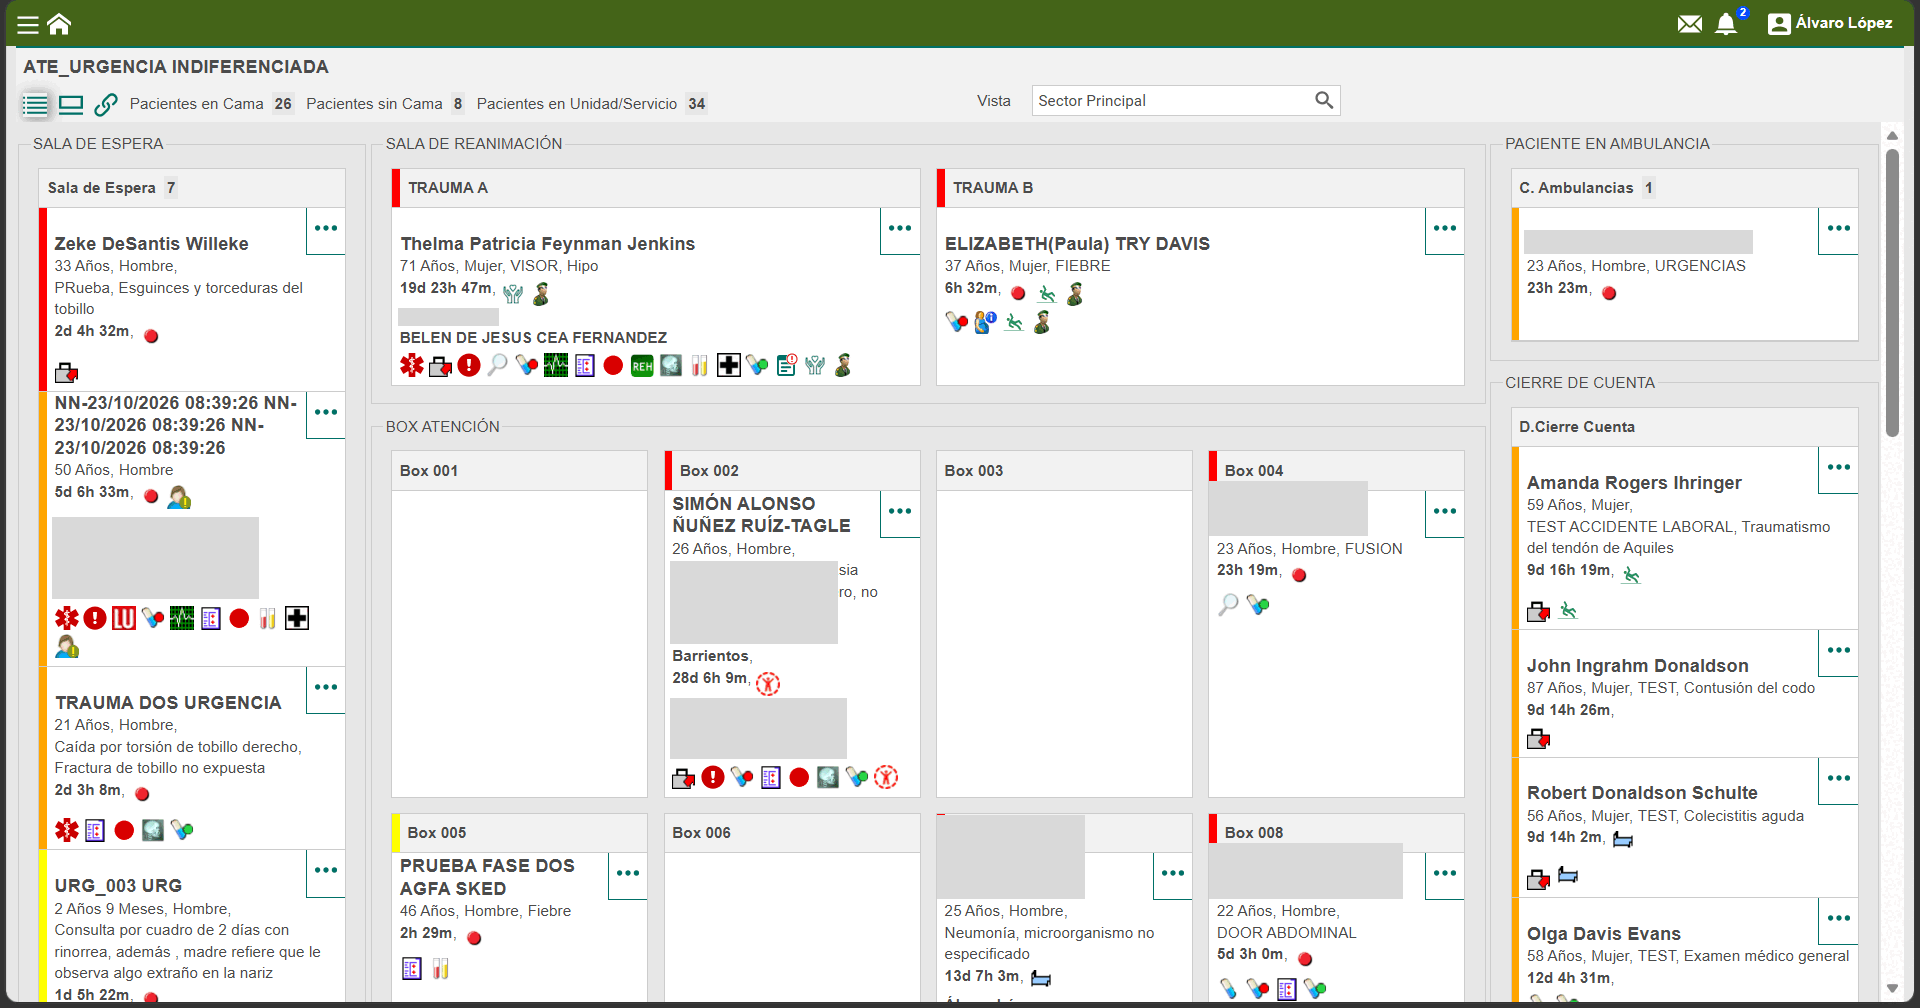 2
Álvaro López
ATE_URGENCIA INDIFERENCIADA
Pacientes en Cama 26 Pacientes sin Cama 8 Pacientes en Unidad/Servicio 34
Vista Sector Principal
SALA DE ESPERA
Sala de Espera 7
Zeke DeSantis Willeke
33 Años, Hombre,
PRueba, Esguinces y torceduras del
tobillo
2d 4h 32m,
NN-23/10/2026 08:39:26 NN-
23/10/2026 08:39:26 NN-
23/10/2026 08:39:26
50 Años, Hombre
5d 6h 33m,
TRAUMA DOS URGENCIA
21 Años, Hombre,
Caída por torsión de tobillo derecho,
Fractura de tobillo no expuesta
2d 3h 8m,
URG_003 URG
2 Años 9 Meses, Hombre,
Consulta por cuadro de 2 días con
rinorrea, además , madre refiere que le
observa algo extraño en la nariz
1d 5h 22m,
SALA DE REANIMACIÓN
TRAUMA A
Thelma Patricia Feynman Jenkins
71 Años, Mujer, VISOR, Hipo
19d 23h 47m,
BELEN DE JESUS CEA FERNANDEZ
REH
TRAUMA B
ELIZABETH(Paula) TRY DAVIS
37 Años, Mujer, FIEBRE
6h 32m,
BOX ATENCIÓN
Box 001
Box 002
SIMÓN ALONSO
ÑUÑEZ RUÍZ-TAGLE
26 Años, Hombre,
sia
ro, no
Barrientos,
28d 6h 9m,
Box 003
Box 004
23 Años, Hombre, FUSION
23h 19m,
Box 005
PRUEBA FASE DOS
AGFA SKED
46 Años, Hombre, Fiebre
2h 29m,
Box 006
25 Años, Hombre,
Neumonía, microorganismo no
especificado
13d 7h 3m,
Box 008
22 Años, Hombre,
DOOR ABDOMINAL
5d 3h 0m,
PACIENTE EN AMBULANCIA
C. Ambulancias 1
23 Años, Hombre, URGENCIAS
23h 23m,
CIERRE DE CUENTA
D.Cierre Cuenta
Amanda Rogers Ihringer
59 Años, Mujer,
TEST ACCIDENTE LABORAL, Traumatismo
del tendón de Aquiles
9d 16h 19m,
John Ingrahm Donaldson
87 Años, Mujer, TEST, Contusión del codo
9d 14h 26m,
Robert Donaldson Schulte
56 Años, Mujer, TEST, Colecistitis aguda
9d 14h 2m,
Olga Davis Evans
58 Años, Mujer, TEST, Examen médico general
12d 4h 31m,